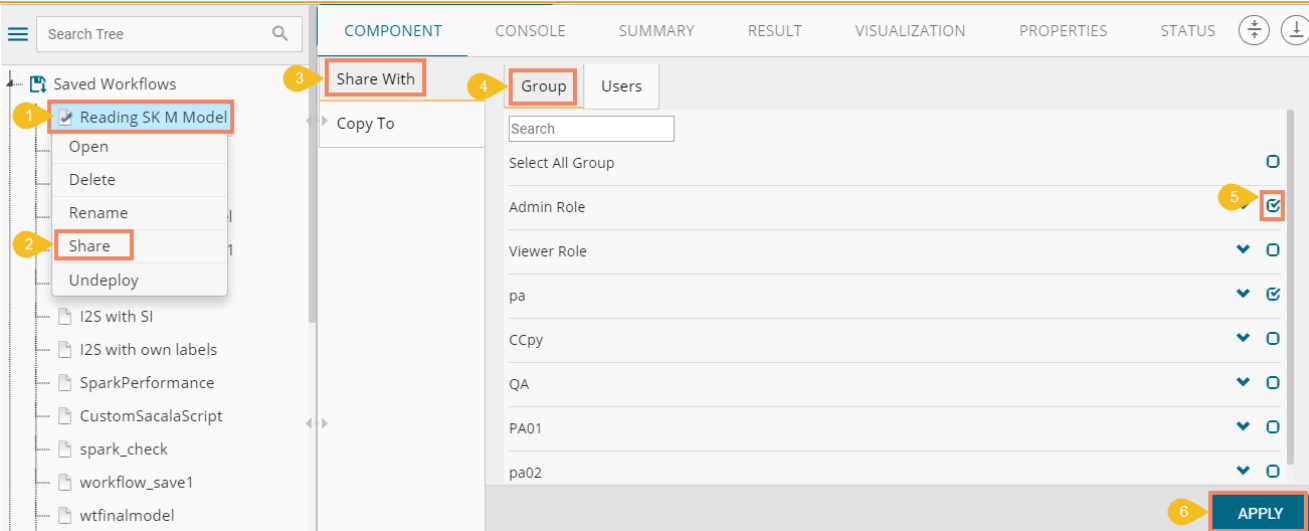 Search Tree
COMPONENT
CONSOLE
SUMMARY
RESULT
VISUALIZATION
PROPERTIES
STATUS
Saved Workflows
1
Reading SK M Model
Open
Delete
Rename
2
Share
1
Undeploy
I2S with SI
I2S with own labels
SparkPerformance
CustomSacalaScript
spark_check
workflow_save1
wtfinalmodel
3
Share With
Copy To
4
Group
Users
Search
Select All Group
Admin Role
5
Viewer Role
pa
CCpy
QA
PA01
pa02
6
APPLY